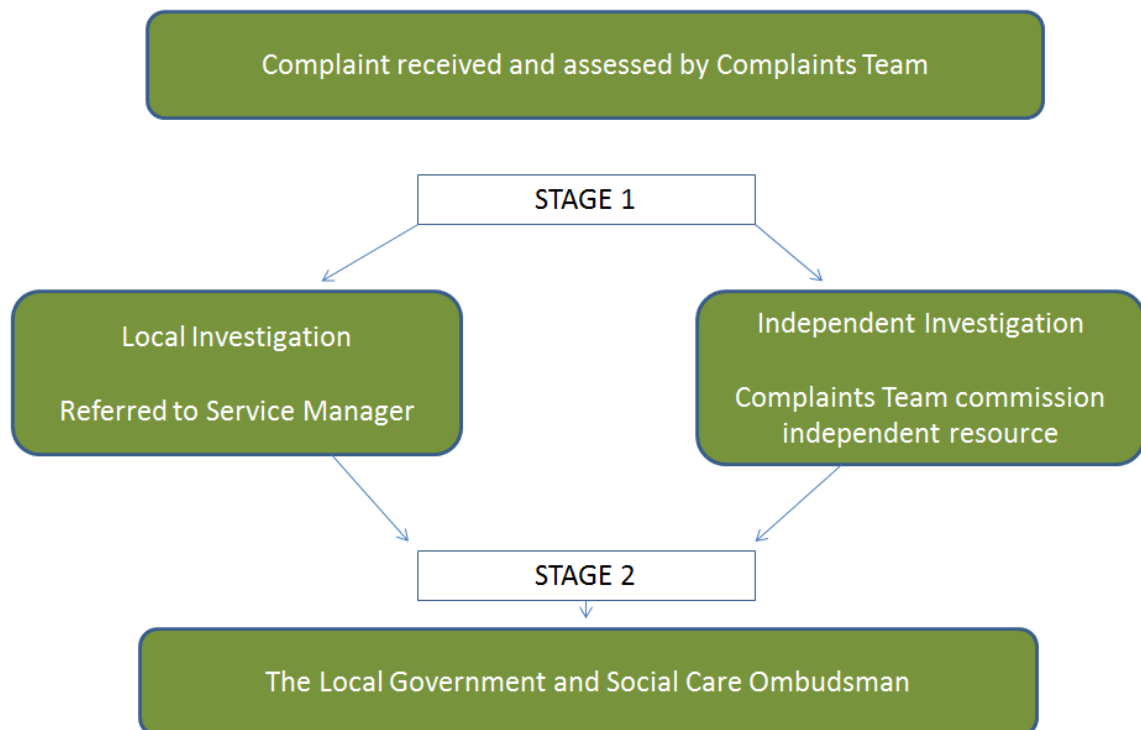 Complaint received and assessed by Complaints Team
STAGE 1
Local Investigation
Referred to Service Manager
Independent Investigation
Complaints Team commission
independent resource
STAGE 2
The Local Government and Social Care Ombudsman